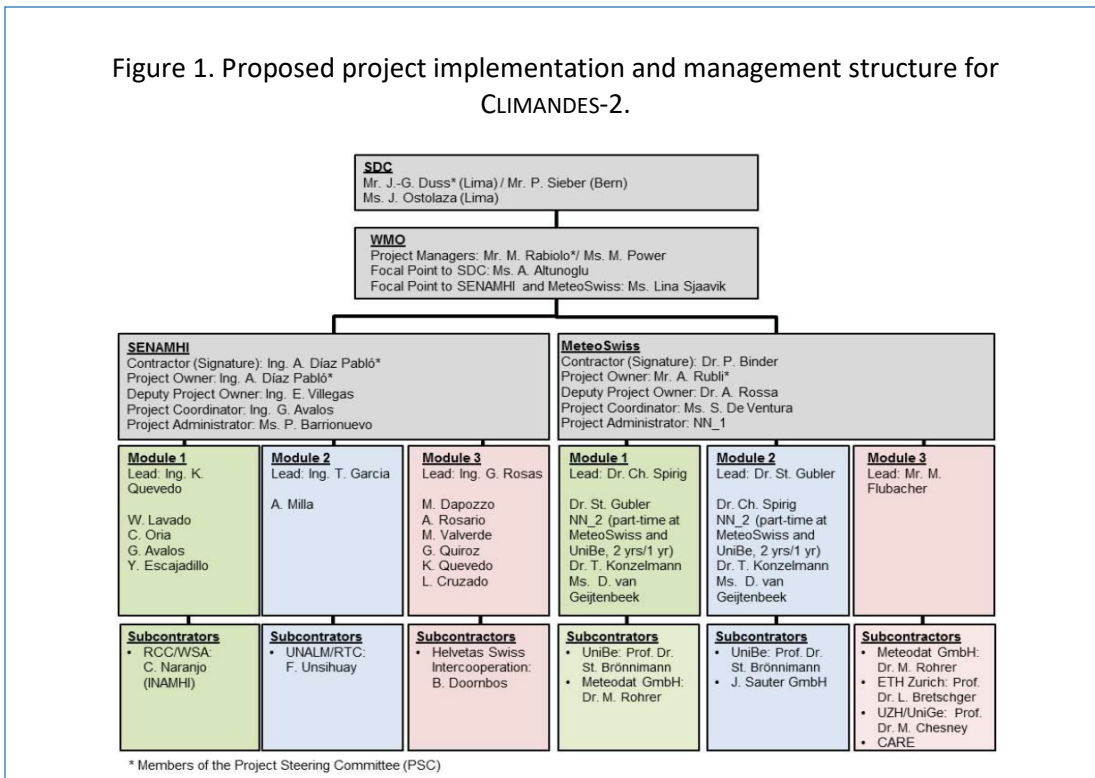 Figure 1. Proposed project implementation and management structure for
CLIMANDES-2.
SDC
Mr. J.-G. Duss* (Lima) / Mr. P. Sieber (Bern)
Ms. J. Ostolaza (Lima)
WMO
Project Managers: Mr. M. Rabiolo*/ Ms. M. Power
Focal Point to SDC: Ms. A. Altunoglu
Focal Point to SENAMHI and MeteoSwiss: Ms. Lina Sjaavik
SENAMHI
Contractor (Signature): Ing. A. Díaz Pabló*
Project Owner: Ing. A. Díaz Pabló*
Deputy Project Owner: Ing. E. Villegas
Project Coordinator: Ing. G. Avalos
Project Administrator: Ms. P. Barrionuevo
MeteoSwiss
Contractor (Signature): Dr. P. Binder
Project Owner: Mr. A. Rubli*
Deputy Project Owner: Dr. A. Rossa
Project Coordinator: Ms. S. De Ventura
Project Administrator: NN_1
Module 1
Lead: Ing. K.
Quevedo
W. Lavado
C. Oria
G. Avalos
Y. Escajadillo
Module 2
Lead: Ing. T. Garcia
A. Milla
Module 3
Lead: Ing. G. Rosas
M. Dapozzo
A. Rosario
M. Valverde
G. Quiroz
K. Quevedo
L. Cruzado
Module 1
Lead: Dr. Ch. Spirig
Dr. St. Gubler
NN_2 (part-time at
MeteoSwiss and
UniBe, 2 yrs/1 yr)
Dr. T. Konzelmann
Ms. D. van
Geijtenbeek
Module 2
Lead: Dr. St. Gubler
Dr. Ch. Spirig
NN_2 (part-time at
MeteoSwiss and
UniBe, 2 yrs/1 yr)
Dr. T. Konzelmann
Ms. D. van
Geijtenbeek
Module 3
Lead: Mr. M.
Flubacher
Subcontrators
• RCC/WSA:
C. Naranjo
(INAMHI)
Subcontrators
• UNALM/RTC:
F. Unsihuay
Subcontractors
• Helvetas Swiss
Intercooperation:
B. Doornbos
Subcontrators
• UniBe: Prof. Dr.
St. Brönnimann
• Meteodat GmbH:
Dr. M. Rohrer
Subcontrators
• UniBe: Prof. Dr.
St. Brönnimann
• J. Sauter GmbH
Subcontractors
• Meteodat GmbH:
Dr. M. Rohrer
• ETH Zurich: Prof.
Dr. L. Bretschger
• UZH/UniGe: Prof.
Dr. M. Chesney
• CARE
* Members of the Project Steering Committee (PSC)